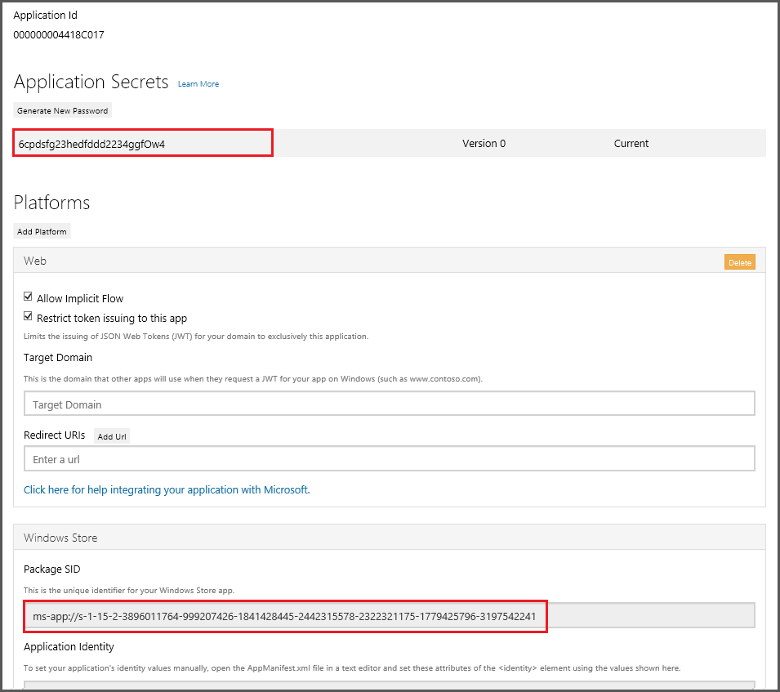 Application Id
000000004418C017
Application Secrets Learn More
Generate New Password
6cpdsfg23hedfddd2234ggfOw4 Version 0 Current
Platforms
Add Platform
Web Delete
Allow Implicit Flow
Restrict token issuing to this app
Limits the issuing of JSON Web Tokens (JWT) for your domain to exclusively this application.
Target Domain
This is the domain that other apps will use when they request a JWT for your app on Windows (such as www.contoso.com).
Target Domain
Redirect URIs Add Url
Enter a url
Click here for help integrating your application with Microsoft.
Windows Store
Package SID
This is the unique identifier for your Windows Store app.
ms-app://s-1-15-2-3896011764-999207426-1841428445-2442315578-2322321175-1779425796-3197542241
Application Identity
To set your application's identity values manually, open the AppManifest.xml file in a text editor and set these attributes of the <identity> element using the values shown here.